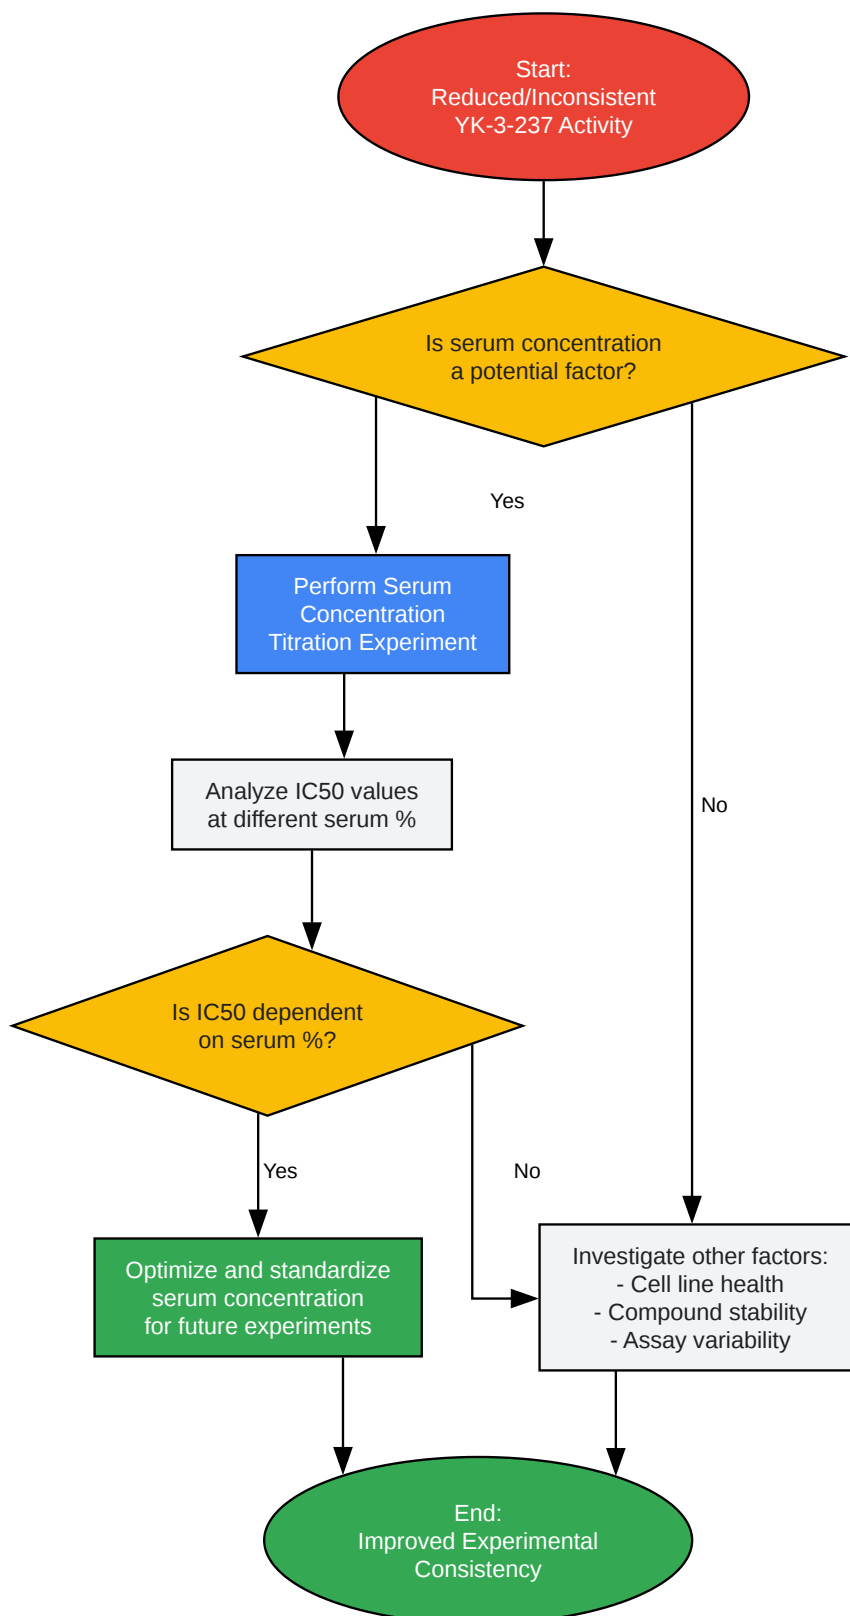 Start:
Reduced/Inconsistent
YK-3-237 Activity
Is serum concentration
a potential factor?
Yes
Perform Serum
Concentration
Titration Experiment
Analyze IC50 values
at different serum %
No
Is IC50 dependent
on serum %?
Yes
No
Optimize and standardize
serum concentration
for future experiments
Investigate other factors:
- Cell line health
- Compound stability
- Assay variability
End:
Improved Experimental
Consistency